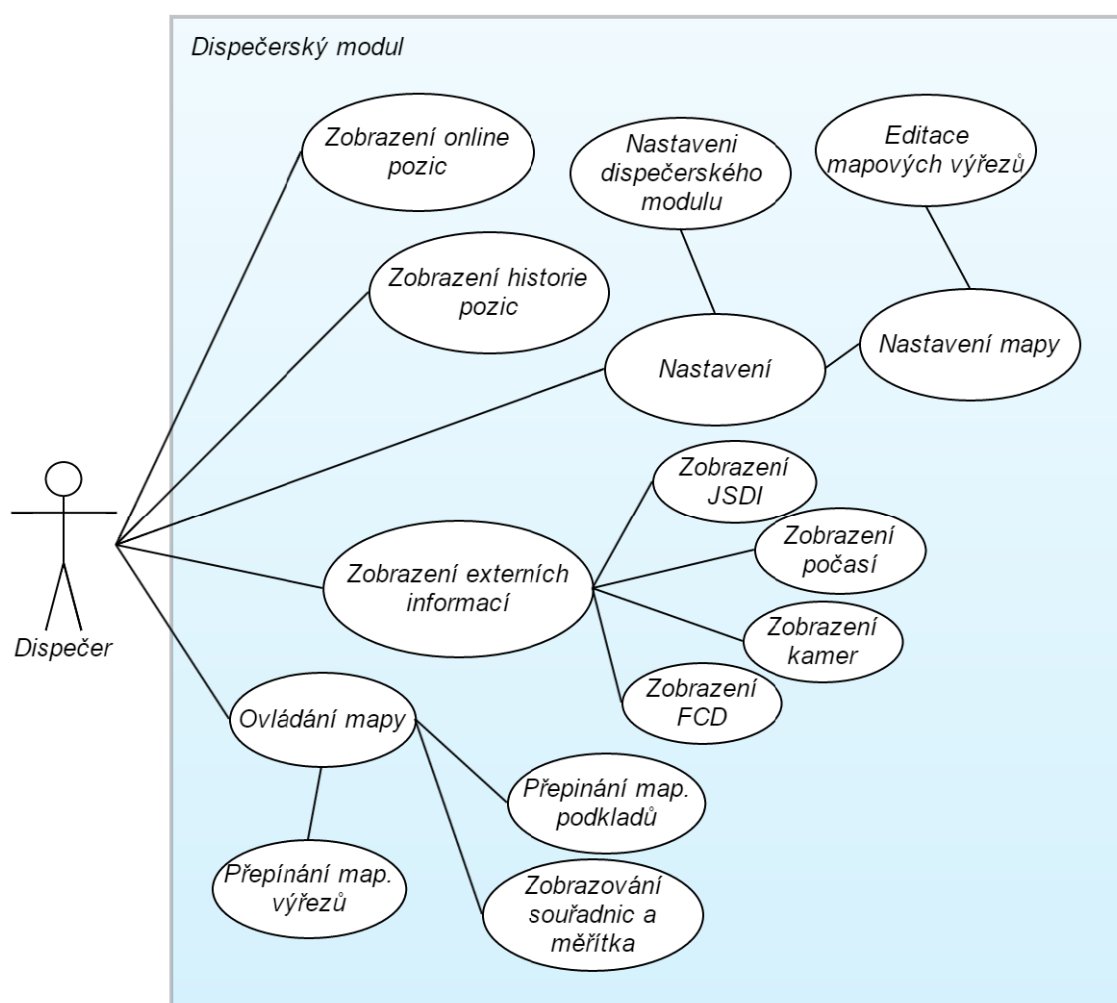 Dispečerský modul
Zobrazení online
pozic
Nastaveni
dispečerského
modulu
Editace
mapových výřezů
Zobrazení historie
pozic
Nastavení
Nastavení mapy
Zobrazení
JSDI
Zobrazení
počasí
Zobrazení externích
informací
Zobrazení
kamer
Zobrazení
FCD
Dispečer
Ovládání mapy
Přepinání map.
podkladů
Přepínání map.
výřezů
Zobrazování
souřadnic a
měřítka